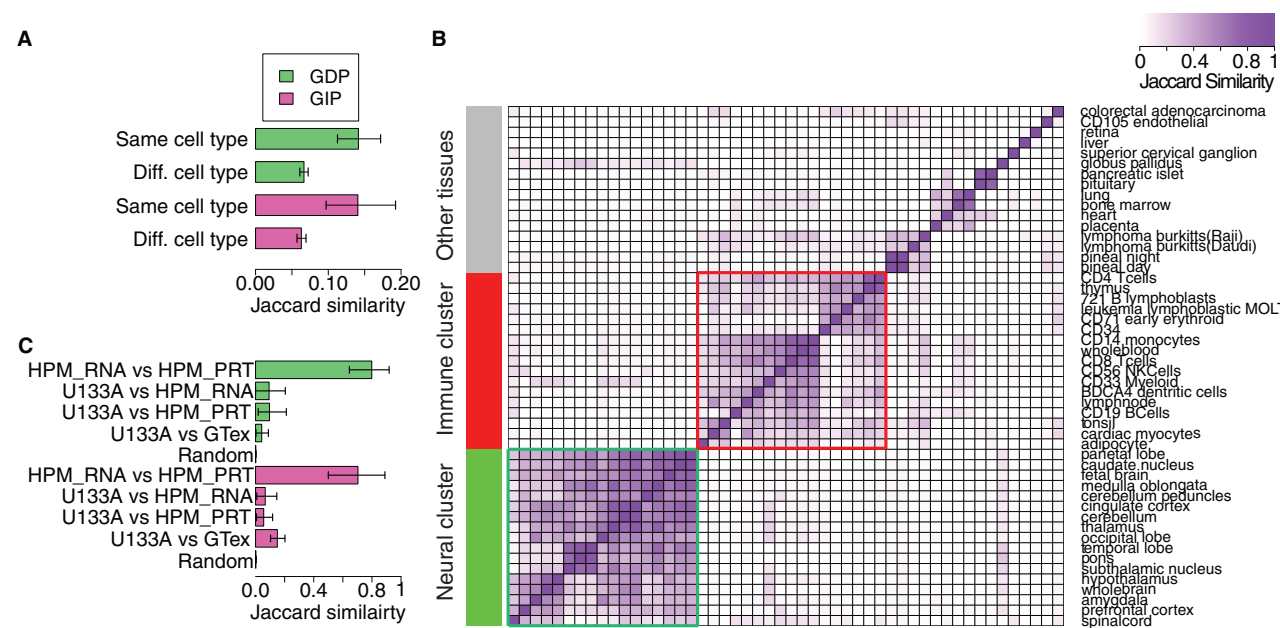 A
GDP
GIP
Same cell type
Diff. cell type
Same cell type
Diff. cell type
0.00
0.10
0.20
Jaccard similarity
C
HPM_RNA vs HPM_PRT
U133A vs HPM_RNA
U133A vs HPM_PRT
U133A vs GTex
Random
HPM_RNA vs HPM_PRT
U133A vs HPM_RNA
U133A vs HPM_PRT
U133A vs GTex
Random
0.0
0.4
0.8
1
Jaccard similairty
B
0
0.4
0.8
1
Jaccard Similarity
Other tissues
Immune cluster
Neural cluster
colorectal adenocarcinoma
CD105 endothelial
retina
liver
superior cervical ganglion
globus pallidus
pancreatic islet
pituitary
lung
bone marrow
heart
placenta
lymphoma burkitts(Raji)
lymphoma burkitts(Daudi)
pineal night
pineal day
CD4 Tcells
thymus
721 B lymphoblasts
leukemia lymphoblastic MOL
CD71 early erythroid
CD34
CD14 monocytes
wholeblood
CD8 Tcells
CD56 NKCells
CD33 Myeloid
BDCA4 dentritic cells
lymphnode
CD19 BCells
tonsil
cardiac myocytes
adipocyte
parietal lobe
caudate nucleus
fetal brain
medulla oblongata
cerebellum peduncles
cingulate cortex
cerebellum
thalamus
occipital lobe
temporal lobe
pons
subthalamic nucleus
hypothalamus
wholebrain
amygdala
prefrontal cortex
spinalcord